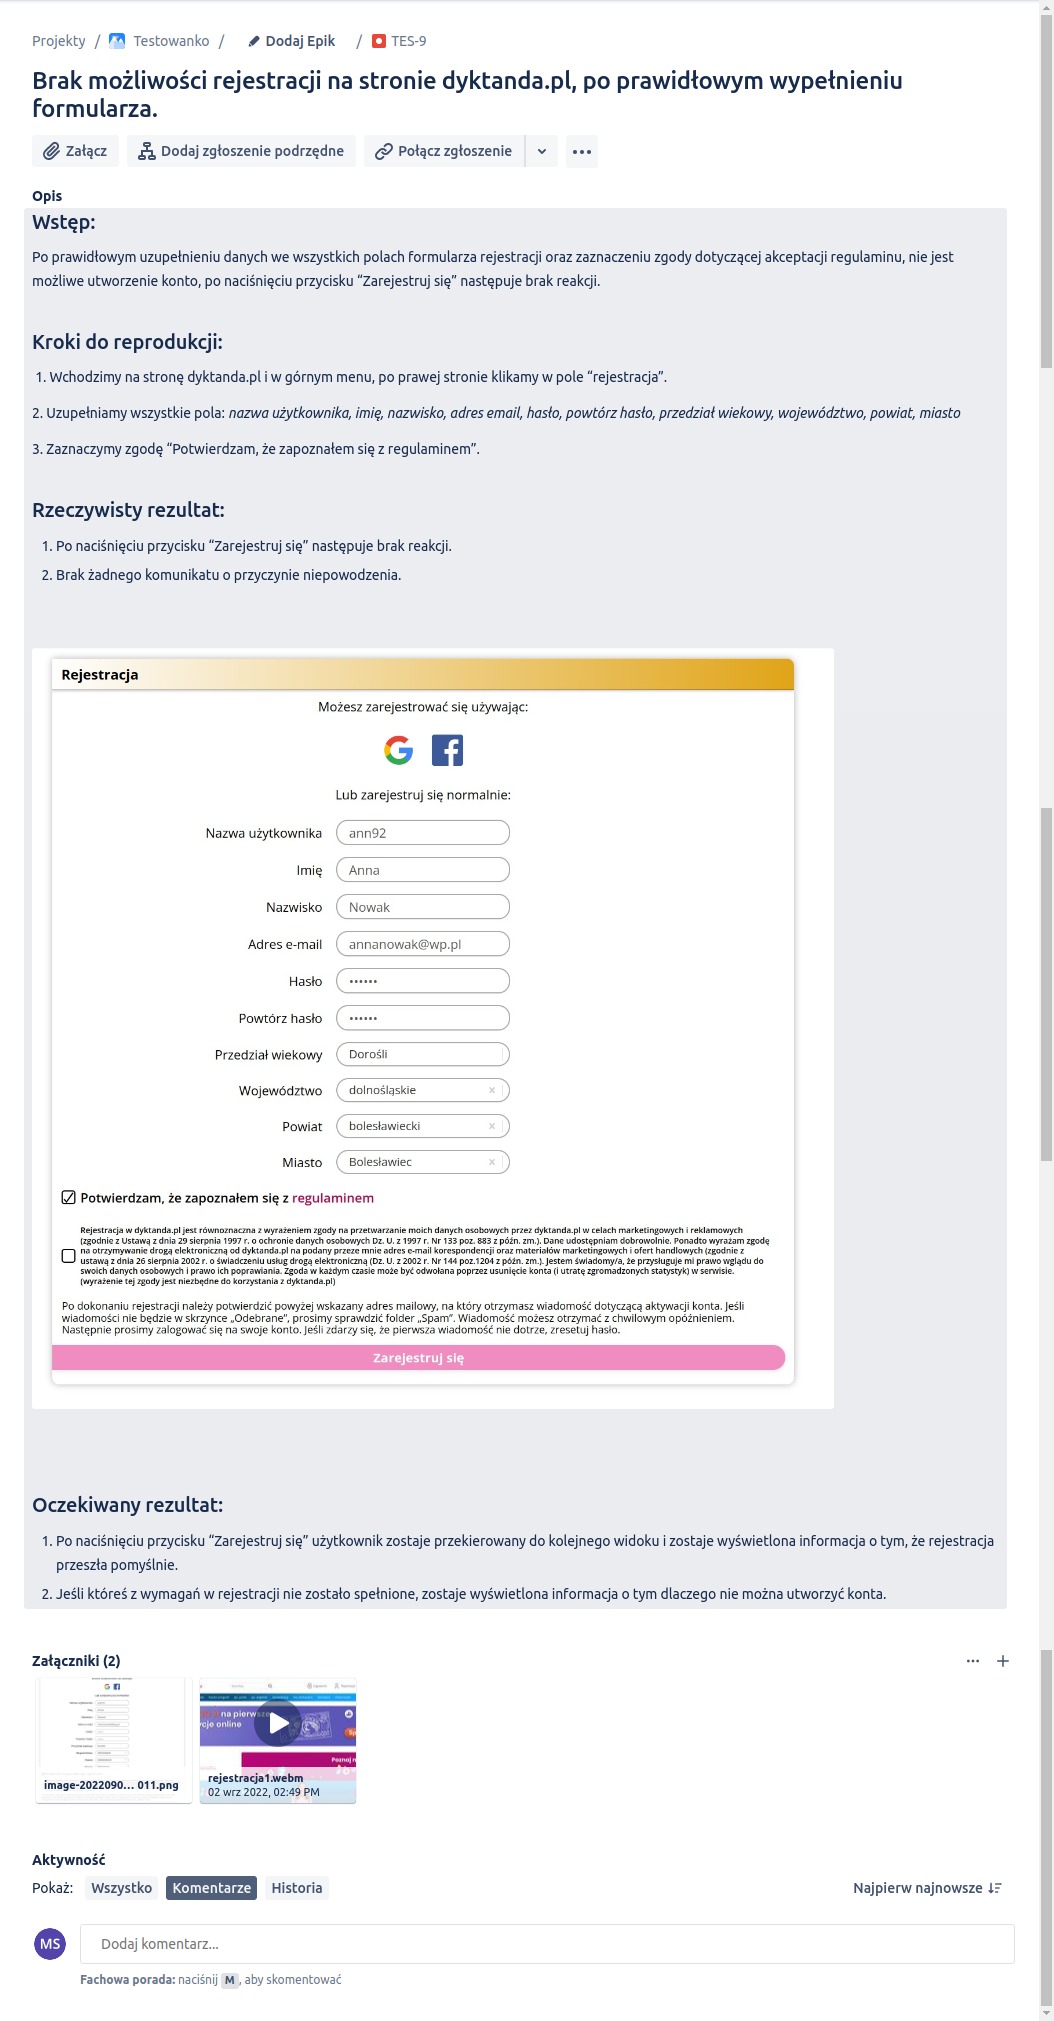 Projekty / Testowanko / Dodaj Epik / TES-9
Brak możliwości rejestracji na stronie dyktanda.pl, po prawidłowym wypełnieniu
formularza.
Załącz Dodaj zgłoszenie podrzędne Połącz zgłoszenie
Opis
Wstęp:
Po prawidłowym uzupełnieniu danych we wszystkich polach formularza rejestracji oraz zaznaczeniu zgody dotyczącej akceptacji regulaminu, nie jest
możliwe utworzenie konto, po naciśnięciu przycisku “Zarejestruj się” następuje brak reakcji.
Kroki do reprodukcji:
1. Wchodzimy na stronę dyktanda.pl i w górnym menu, po prawej stronie klikamy w pole “rejestracja”.
2. Uzupełniamy wszystkie pola: nazwa użytkownika, imię, nazwisko, adres email, hasło, powtórz hasło, przedział wiekowy, województwo, powiat, miasto
3. Zaznaczymy zgodę “Potwierdzam, że zapoznałem się z regulaminem”.
Rzeczywisty rezultat:
1. Po naciśnięciu przycisku “Zarejestruj się” następuje brak reakcji.
2. Brak żadnego komunikatu o przyczynie niepowodzenia.
Rejestracja
Możesz zarejestrować się używając:
Lub zarejestruj się normalnie:
Nazwa użytkownika ann92
Imię Anna
Nazwisko Nowak
Adres e-mail annanowak@wp.pl
Hasło ••••••
Powtórz hasło ••••••
Przedział wiekowy Dorośli
Województwo dolnośląskie ×
Powiat bolesławiecki ×
Miasto Bolesławiec ×
Potwierdzam, że zapoznałem się z regulaminem
Rejestracja w dyktanda.pl jest równoznaczna z wyrażeniem zgody na przetwarzanie moich danych osobowych przez dyktanda.pl w celach marketingowych i reklamowych
(zgodnie z Ustawą z dnia 29 sierpnia 1997 r. o ochronie danych osobowych Dz. U. z 1997 r. Nr 133 poz. 883 z późn. zm.). Dane udostępniam dobrowolnie. Ponadto wyrażam zgodę
na otrzymywanie drogą elektroniczną od dyktanda.pl na podany przeze mnie adres e-mail korespondencji oraz materiałów marketingowych i ofert handlowych (zgodnie z
ustawą z dnia 26 sierpnia 2002 r. o świadczeniu usług drogą elektroniczną (Dz. U. z 2002 r. Nr 144 poz.1204 z późn. zm.). Jestem świadomy/a, że przysługuje mi prawo wglądu do
swoich danych osobowych i prawo ich poprawiania. Zgoda w każdym czasie może być odwołana poprzez usunięcie konta (i utratę zgromadzonych statystyk) w serwisie.
(wyrażenie tej zgody jest niezbędne do korzystania z dyktanda.pl)
Po dokonaniu rejestracji należy potwierdzić powyżej wskazany adres mailowy, na który otrzymasz wiadomość dotyczącą aktywacji konta. Jeśli
wiadomości nie będzie w skrzynce „Odebrane”, prosimy sprawdzić folder „Spam”. Wiadomość możesz otrzymać z chwilowym opóźnieniem.
Następnie prosimy zalogować się na swoje konto. Jeśli zdarzy się, że pierwsza wiadomość nie dotrze, zresetuj hasło.
Zarejestruj się
Oczekiwany rezultat:
1. Po naciśnięciu przycisku “Zarejestruj się” użytkownik zostaje przekierowany do kolejnego widoku i zostaje wyświetlona informacja o tym, że rejestracja
przeszła pomyślnie.
2. Jeśli któreś z wymagań w rejestracji nie zostało spełnione, zostaje wyświetlona informacja o tym dlaczego nie można utworzyć konta.
Załączniki (2)
na pierwsze
cje online
Poznaj n
image-2022090... 011.png
rejestracja1.webm
02 wrz 2022, 02:49 PM
Aktywność
Pokaż: Wszystko Komentarze Historia Najpierw najnowsze
MS Dodaj komentarz...
Fachowa porada: naciśnij M, aby skomentować